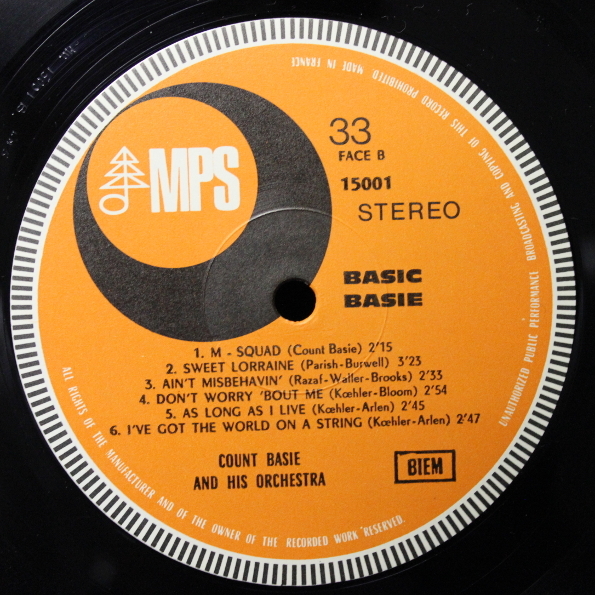 MPS
33
FACE B
15001
STEREO
BASIC
BASIE
1. M - SQUAD (Count Basie) 2'15
2. SWEET LORRAINE (Parish-Burwell) 3'23
3. AIN'T MISBEHAVIN' (Razaf-Waller-Brooks) 2'33
4. DON'T WORRY 'BOUT ME (Kœhler-Bloom) 2'54
5. AS LONG AS I LIVE (Kœhler-Arlen) 2'45
6. I'VE GOT THE WORLD ON A STRING (Kœhler-Arlen) 2'47
COUNT BASIE
AND HIS ORCHESTRA
BIEM
ALL RIGHTS OF THE MANUFACTURER AND OF THE OWNER OF THE RECORDED WORK RESERVED.
UNAUTHORIZED PUBLIC PERFORMANCE BROADCASTING AND COPYING OF THIS RECORD PROHIBITED. MADE IN FRANCE